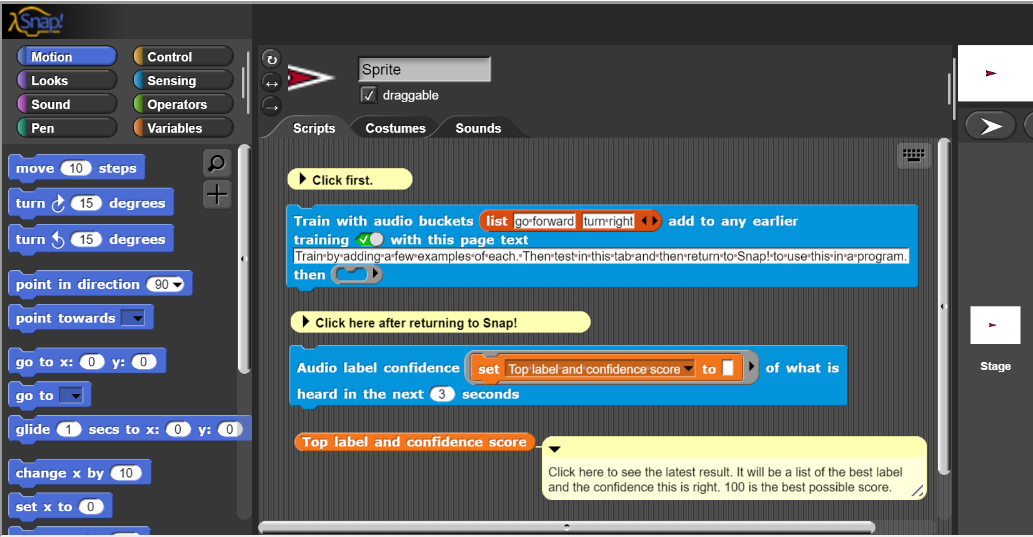 Snap!
Motion Control
Looks Sensing
Sound Operators
Pen Variables
move 10 steps
turn 15 degrees
turn 15 degrees
point in direction 90
point towards
go to x: 0 y: 0
go to
glide 1 secs to x: 0 y: 0
change x by 10
set x to 0
Sprite
draggable
Scripts Costumes Sounds
Click first.
Train with audio buckets list go forward turn right add to any earlier
training with this page text
Train by adding a few examples of each. Then test in this tab and then return to Snap! to use this in a program.
then
Click here after returning to Snap!
Audio label confidence set Top label and confidence score to of what is
heard in the next 3 seconds
Top label and confidence score
Click here to see the latest result. It will be a list of the best label
and the confidence this is right. 100 is the best possible score.
Stage